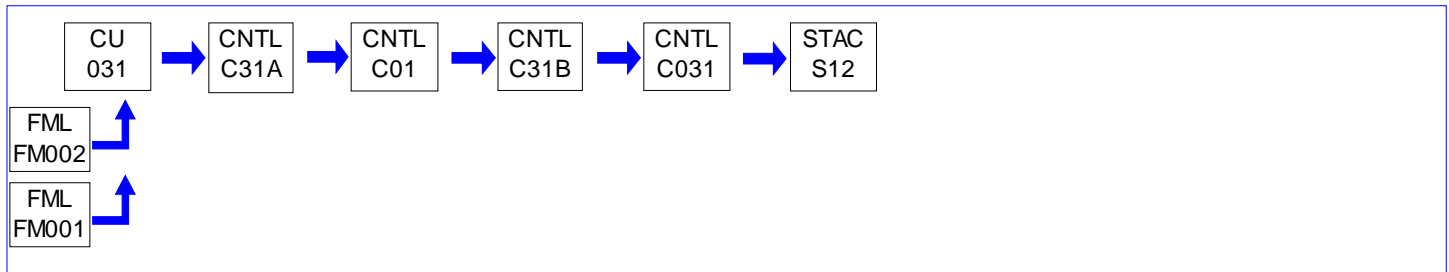 CU
031
CNTL
C31A
CNTL
C01
CNTL
C31B
CNTL
C031
STAC
S12
FML
FM002
FML
FM001